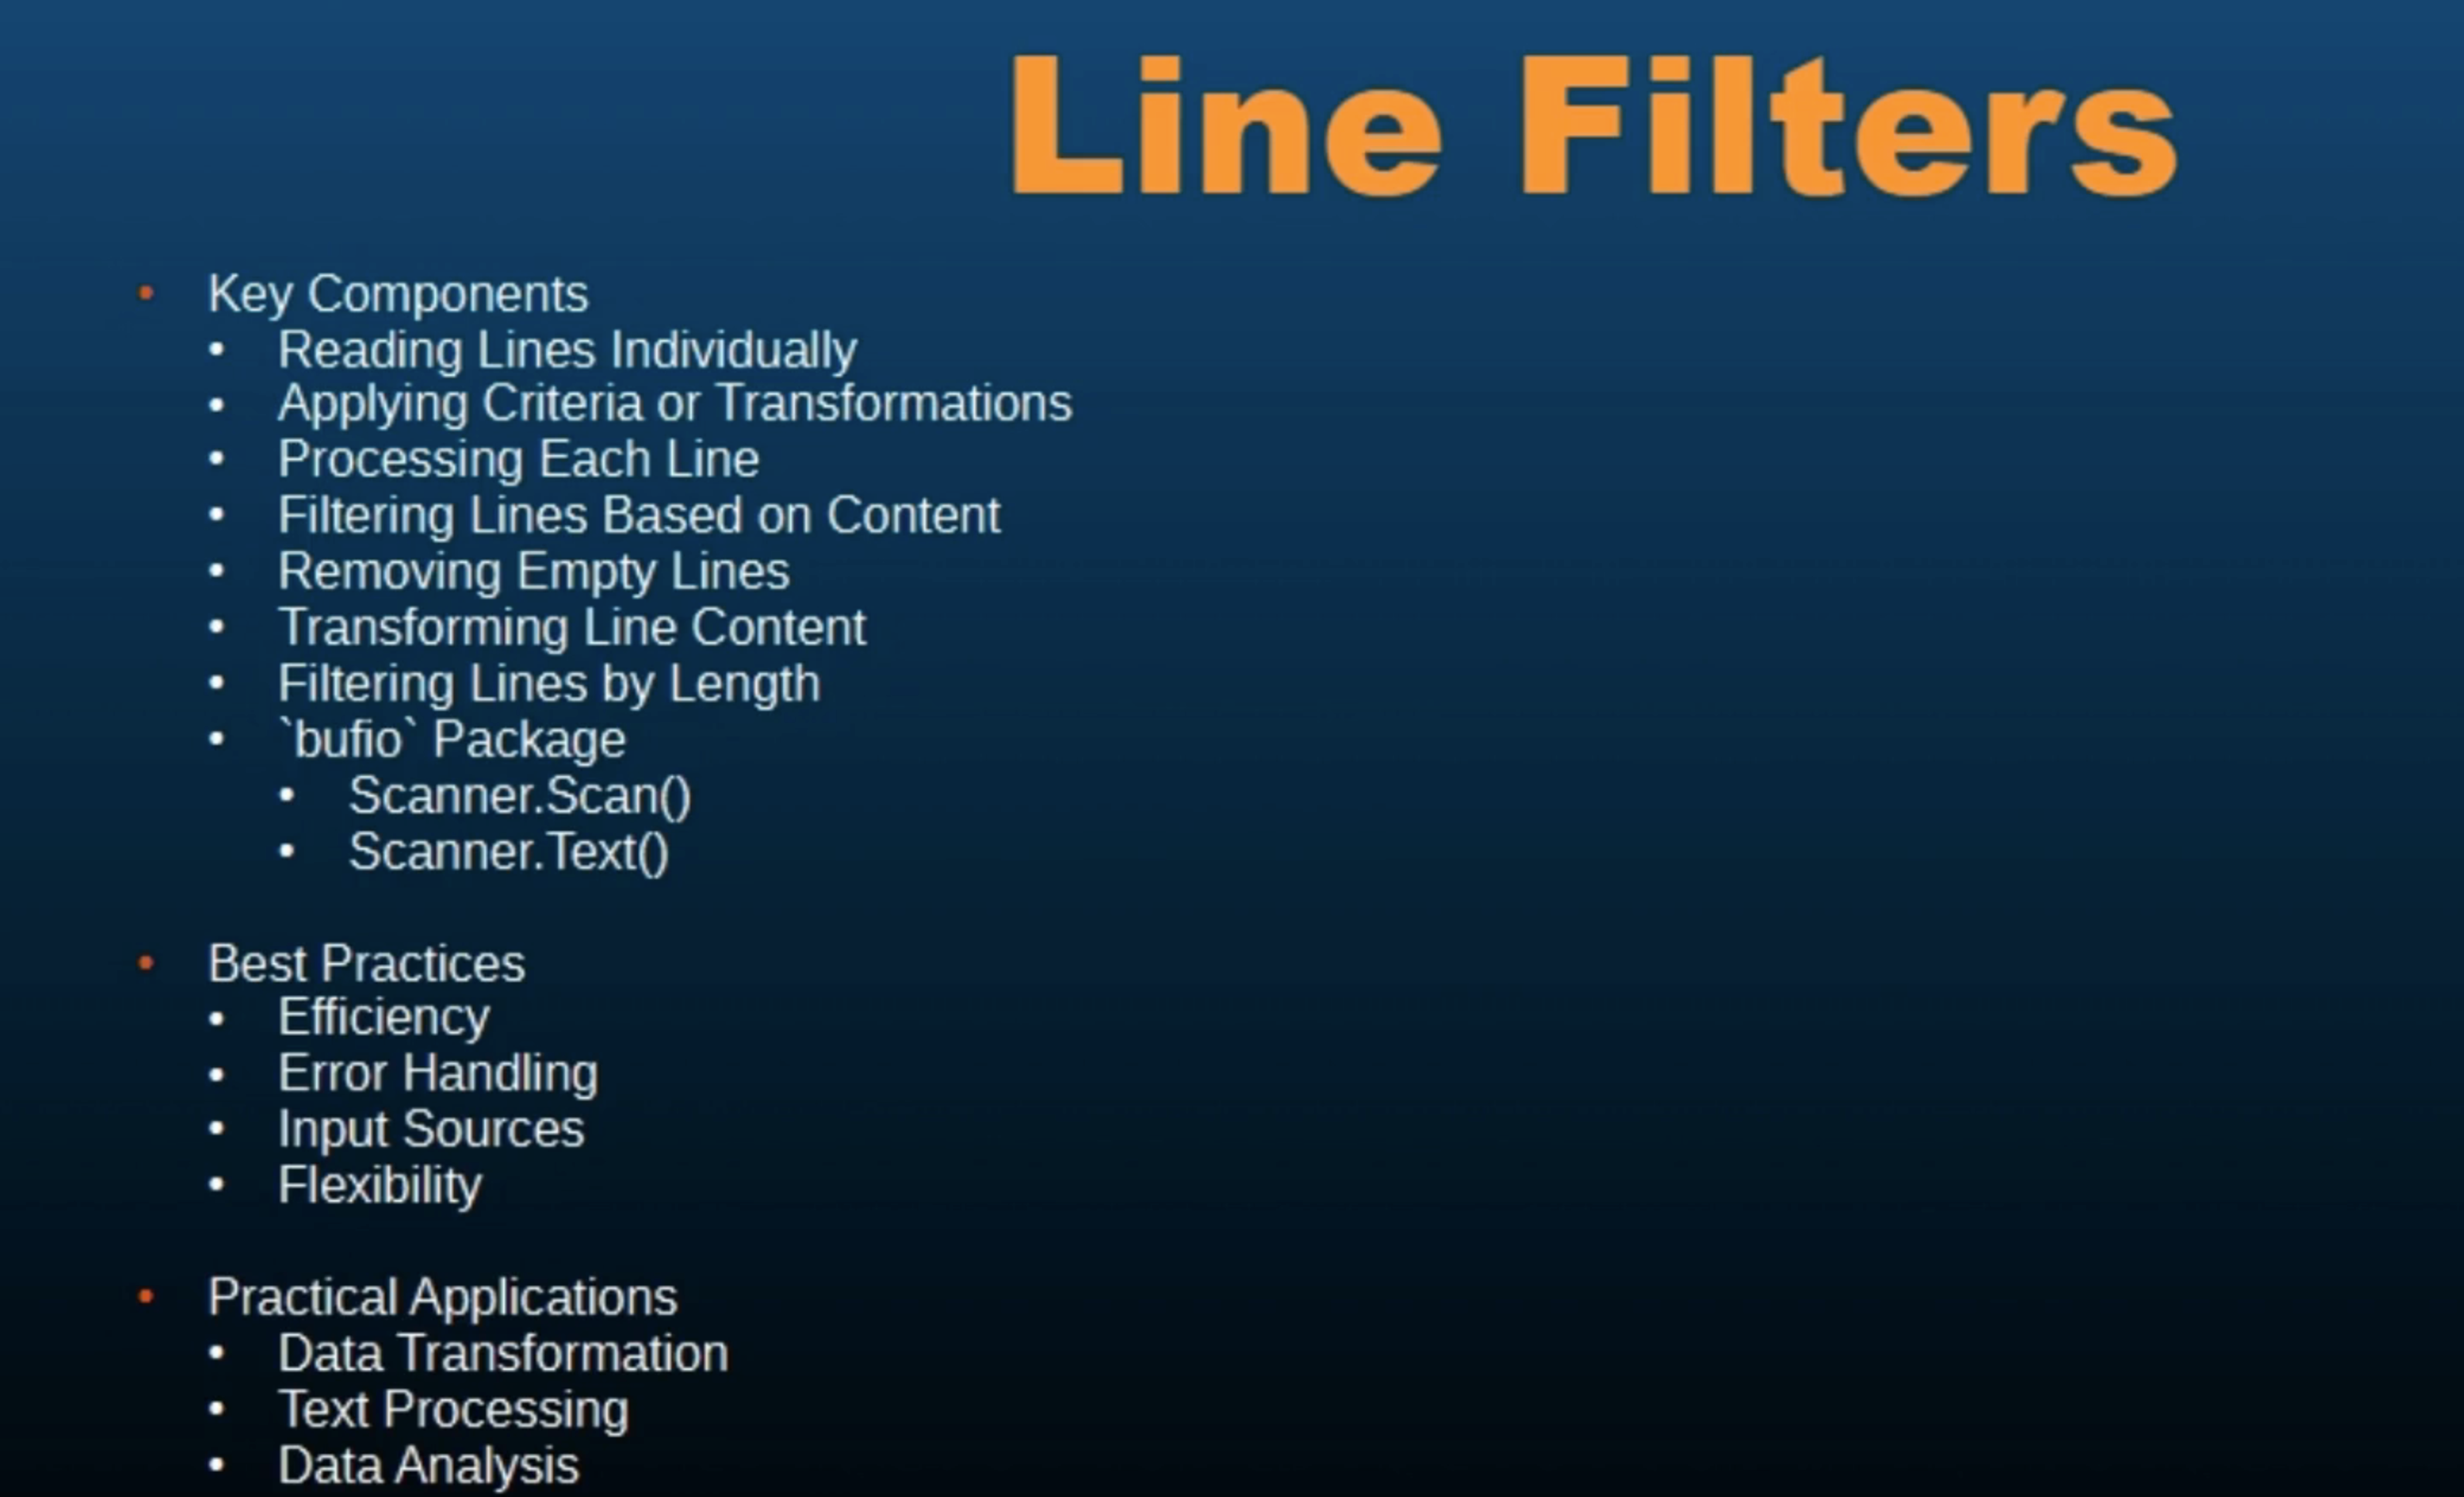 Line Filters
• Key Components
• Reading Lines Individually
• Applying Criteria or Transformations
• Processing Each Line
• Filtering Lines Based on Content
• Removing Empty Lines
• Transforming Line Content
• Filtering Lines by Length
• `bufio` Package
• Scanner.Scan()
• Scanner.Text()
• Best Practices
• Efficiency
• Error Handling
• Input Sources
• Flexibility
• Practical Applications
• Data Transformation
• Text Processing
• Data Analysis